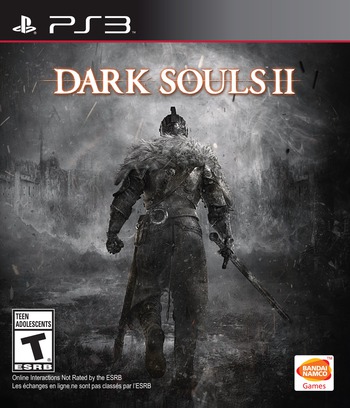 PS3
DARK SOULS II
TEEN
ADOLESCENTS
T
ESRB
Online Interactions Not Rated by the ESRB
Les échanges en ligne ne sont pas classés par l'ESRB
BANDAI
NAMCO
Games